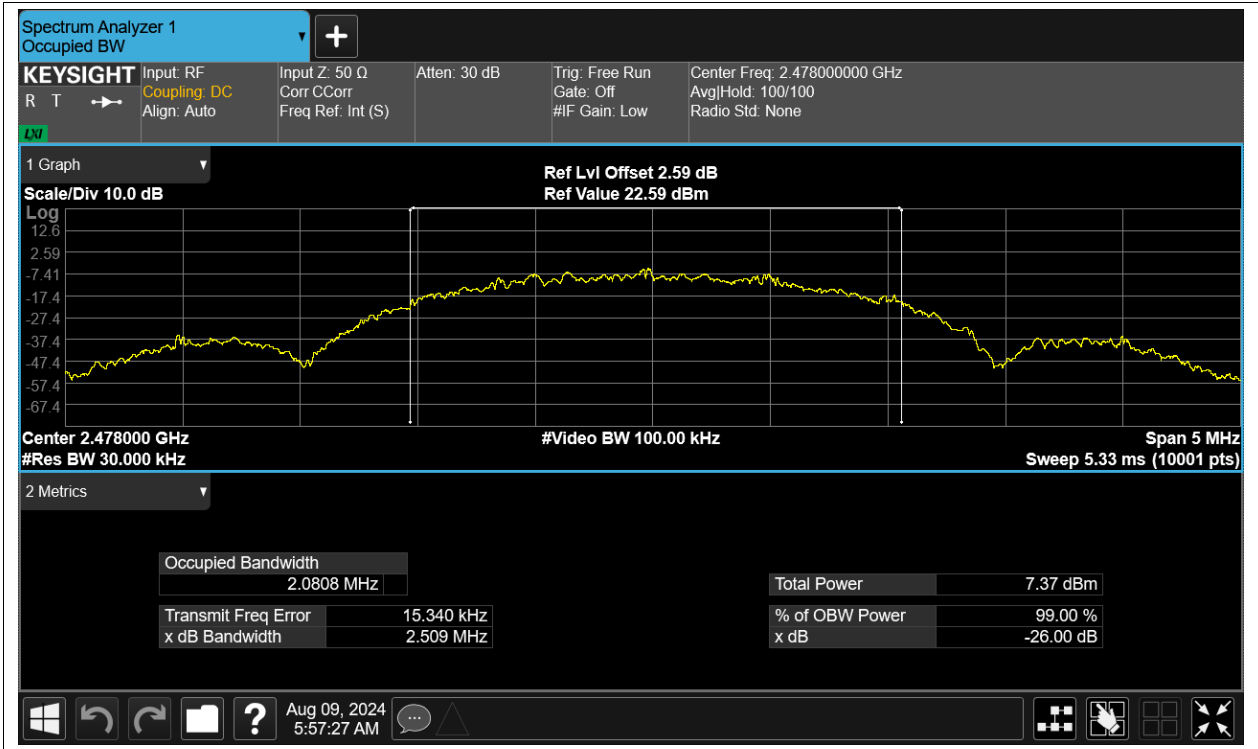 Spectrum Analyzer 1
Occupied BW
▼
+
KEYSIGHT
R T
LXI
Input: RF
Coupling: DC
Align: Auto
Input Z: 50 Ω
Corr CCorr
Freq Ref: Int (S)
Atten: 30 dB
Trig: Free Run
Gate: Off
#IF Gain: Low
Center Freq: 2.478000000 GHz
Avg|Hold: 100/100
Radio Std: None
1 Graph ▼
Ref Lvl Offset 2.59 dB
Scale/Div 10.0 dB
Ref Value 22.59 dBm
Log
12.6
2.59
-7.41
-17.4
-27.4
-37.4
-47.4
-57.4
-67.4
Center 2.478000 GHz
#Video BW 100.00 kHz
Span 5 MHz
#Res BW 30.000 kHz
Sweep 5.33 ms (10001 pts)
2 Metrics ▼
Occupied Bandwidth
2.0808 MHz
Total Power 7.37 dBm
Transmit Freq Error 15.340 kHz
% of OBW Power 99.00 %
x dB Bandwidth 2.509 MHz
x dB -26.00 dB
?
Aug 09, 2024
5:57:27 AM